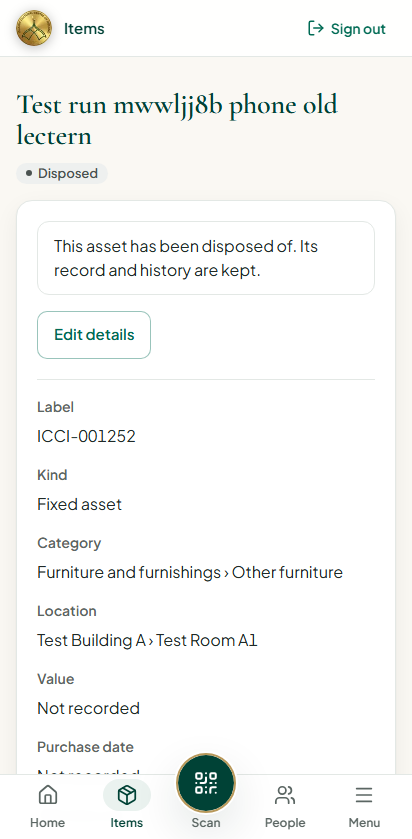 Items
Sign out
Test run mwwljj8b phone old
lectern
Disposed
This asset has been disposed of. Its
record and history are kept.
Edit details
Label
ICCI-001252
Kind
Fixed asset
Category
Furniture and furnishings › Other furniture
Location
Test Building A › Test Room A1
Value
Not recorded
Purchase date
Home
Items
Scan
People
Menu